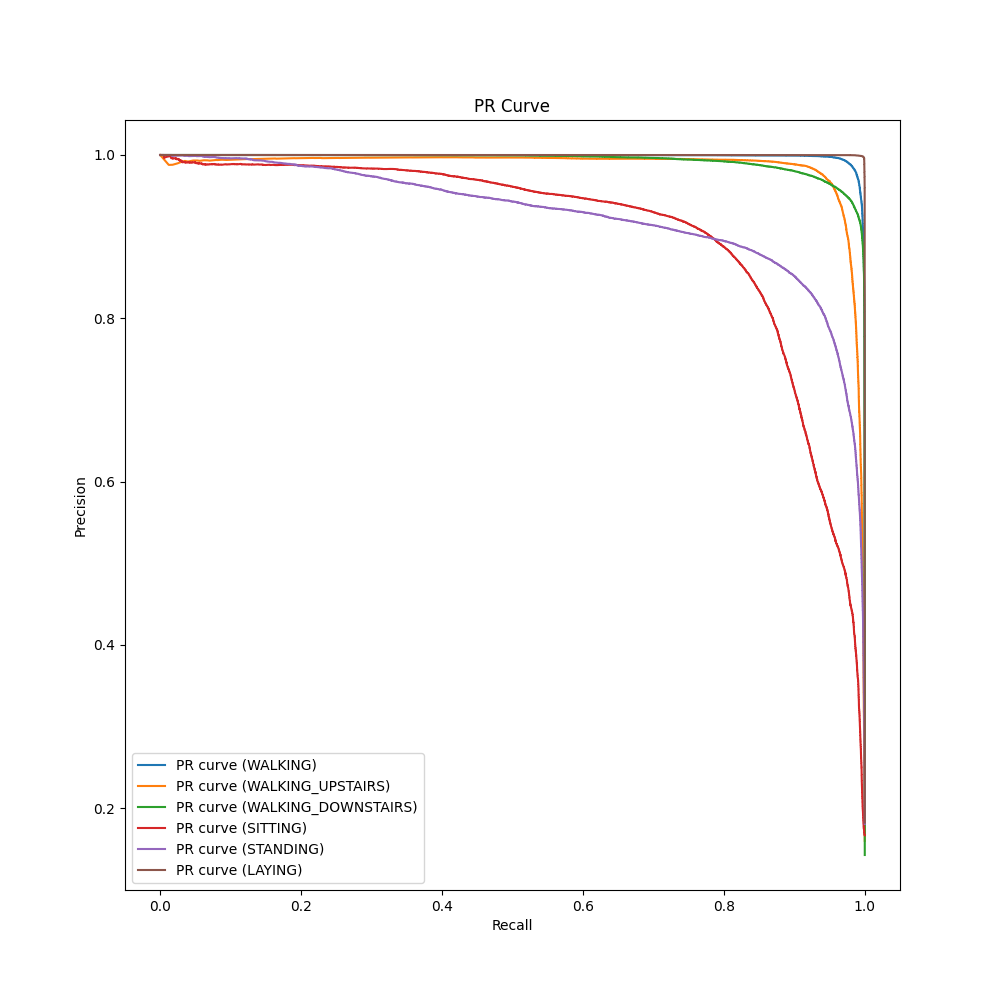 PR Curve
1.0
0.8
0.6
0.4
0.2
Precision
PR curve (WALKING)
PR curve (WALKING_UPSTAIRS)
PR curve (WALKING_DOWNSTAIRS)
PR curve (SITTING)
PR curve (STANDING)
PR curve (LAYING)
0.0 0.2 0.4 0.6 0.8 1.0
Recall